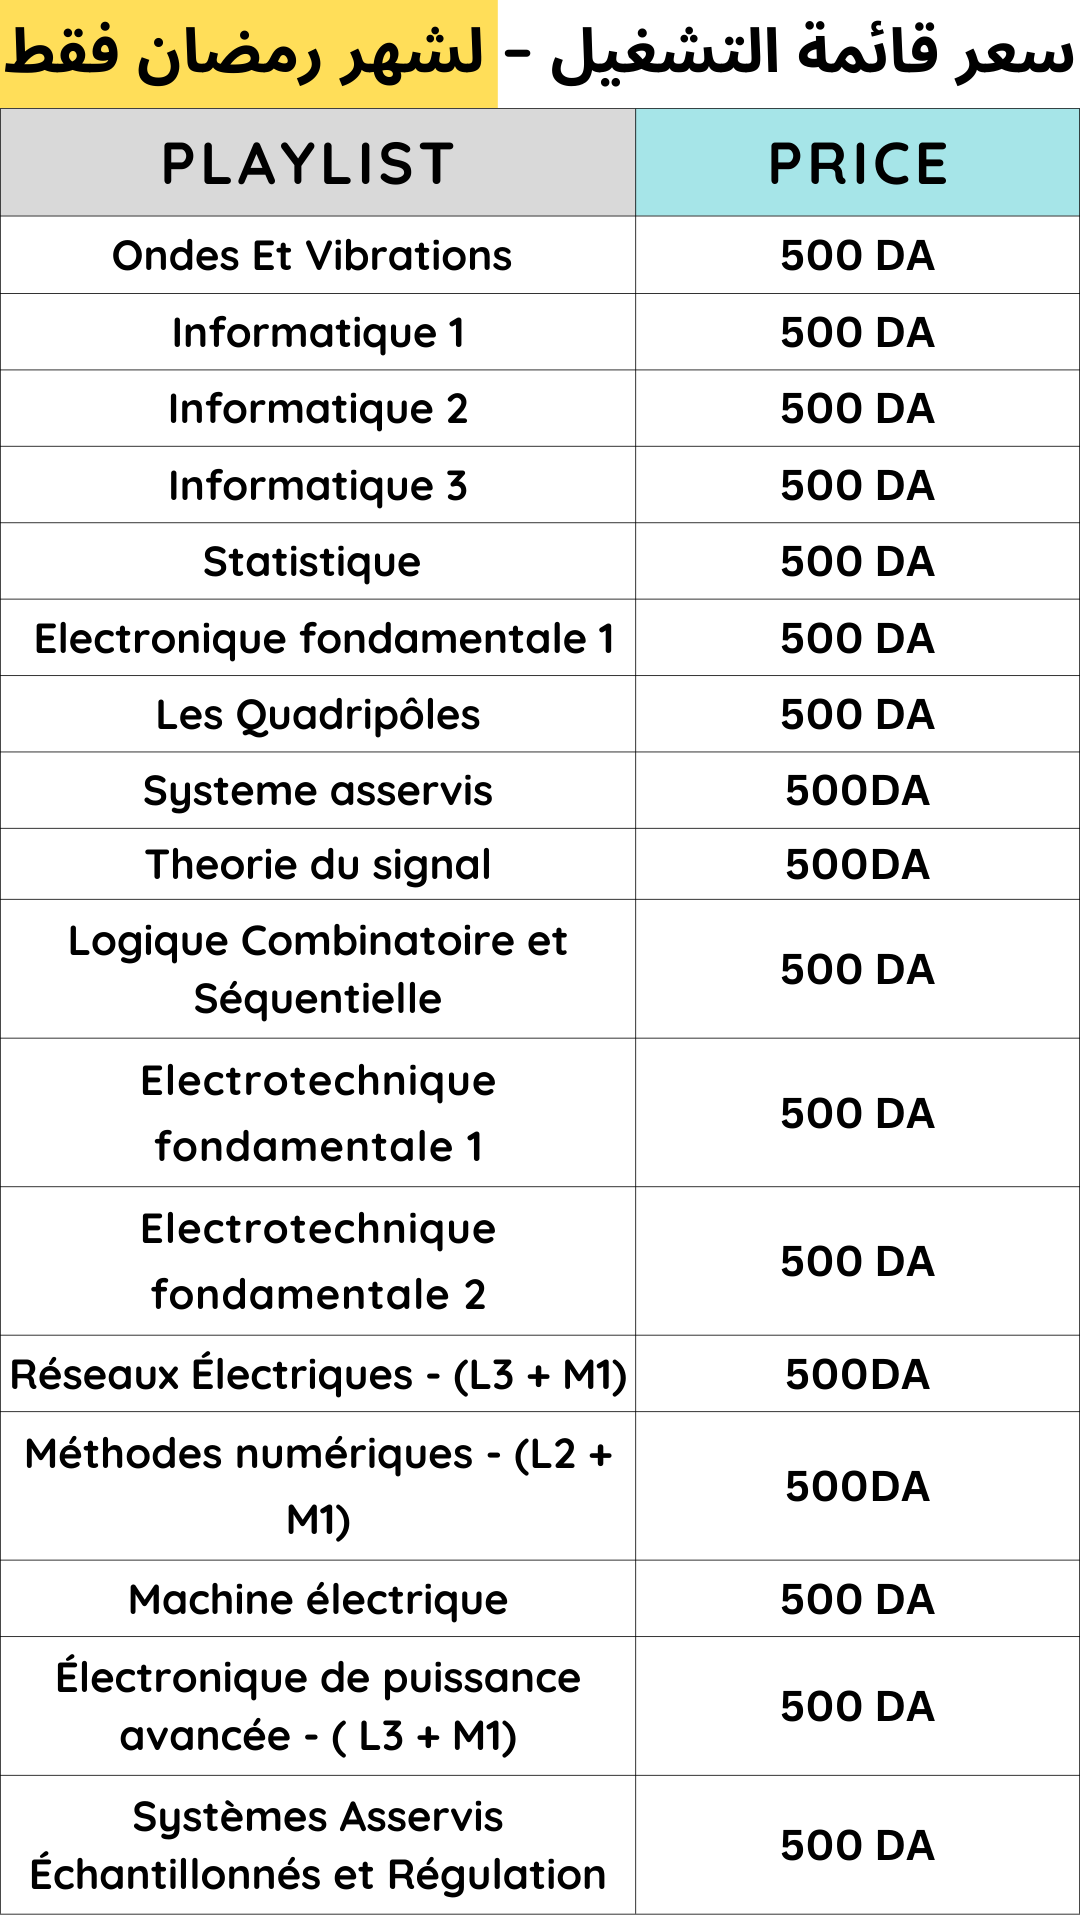 سعر قائمة التشغيل - لشهر رمضان فقط
PLAYLIST PRICE
Ondes Et Vibrations 500 DA
Informatique 1 500 DA
Informatique 2 500 DA
Informatique 3 500 DA
Statistique 500 DA
Electronique fondamentale 1 500 DA
Les Quadripôles 500 DA
Systeme asservis 500DA
Theorie du signal 500DA
Logique Combinatoire et
Séquentielle
500 DA
Electrotechnique
fondamentale 1
500 DA
Electrotechnique
fondamentale 2
500 DA
Réseaux Électriques - (L3 + M1) 500DA
Méthodes numériques - (L2 +
M1)
500DA
Machine électrique 500 DA
Électronique de puissance
avancée - ( L3 + M1)
500 DA
Systèmes Asservis
Échantillonnés et Régulation
500 DA